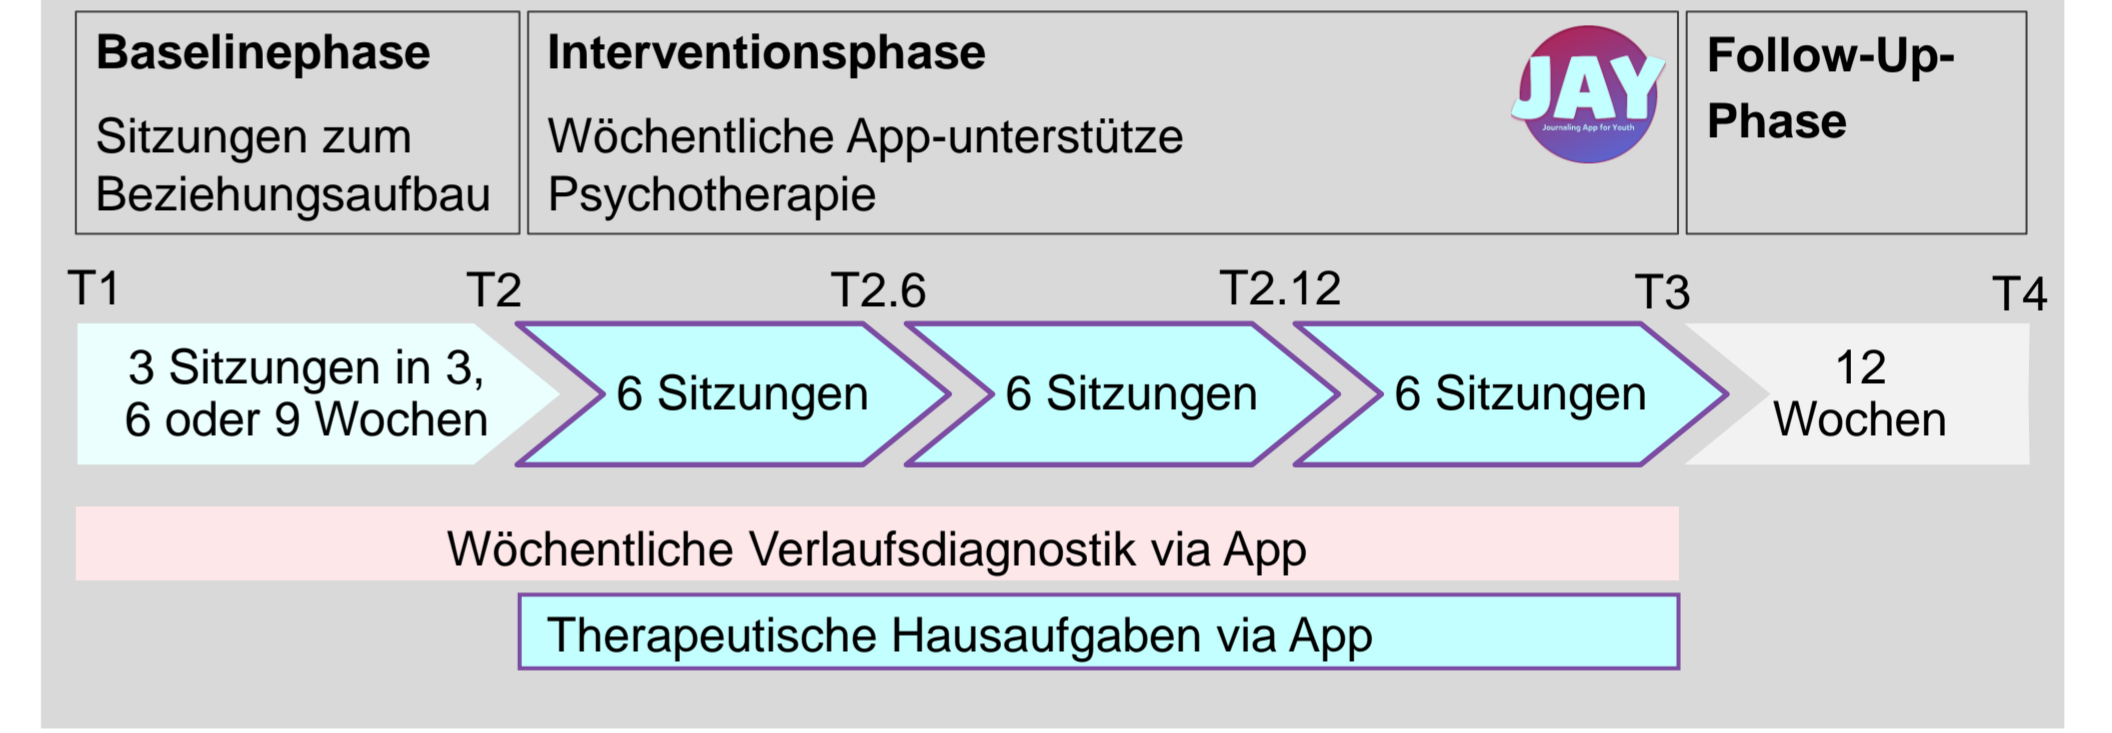 Baselinephase
Sitzungen zum
Beziehungsaufbau
Interventionsphase
Wöchentliche App-unterstütze
Psychotherapie
JAY
Journaling App for Youth
Follow-Up-
Phase
T1
T2
T2.6
T2.12
T3
T4
3 Sitzungen in 3,
6 oder 9 Wochen
6 Sitzungen
6 Sitzungen
6 Sitzungen
12
Wochen
Wöchentliche Verlaufsdiagnostik via App
Therapeutische Hausaufgaben via App